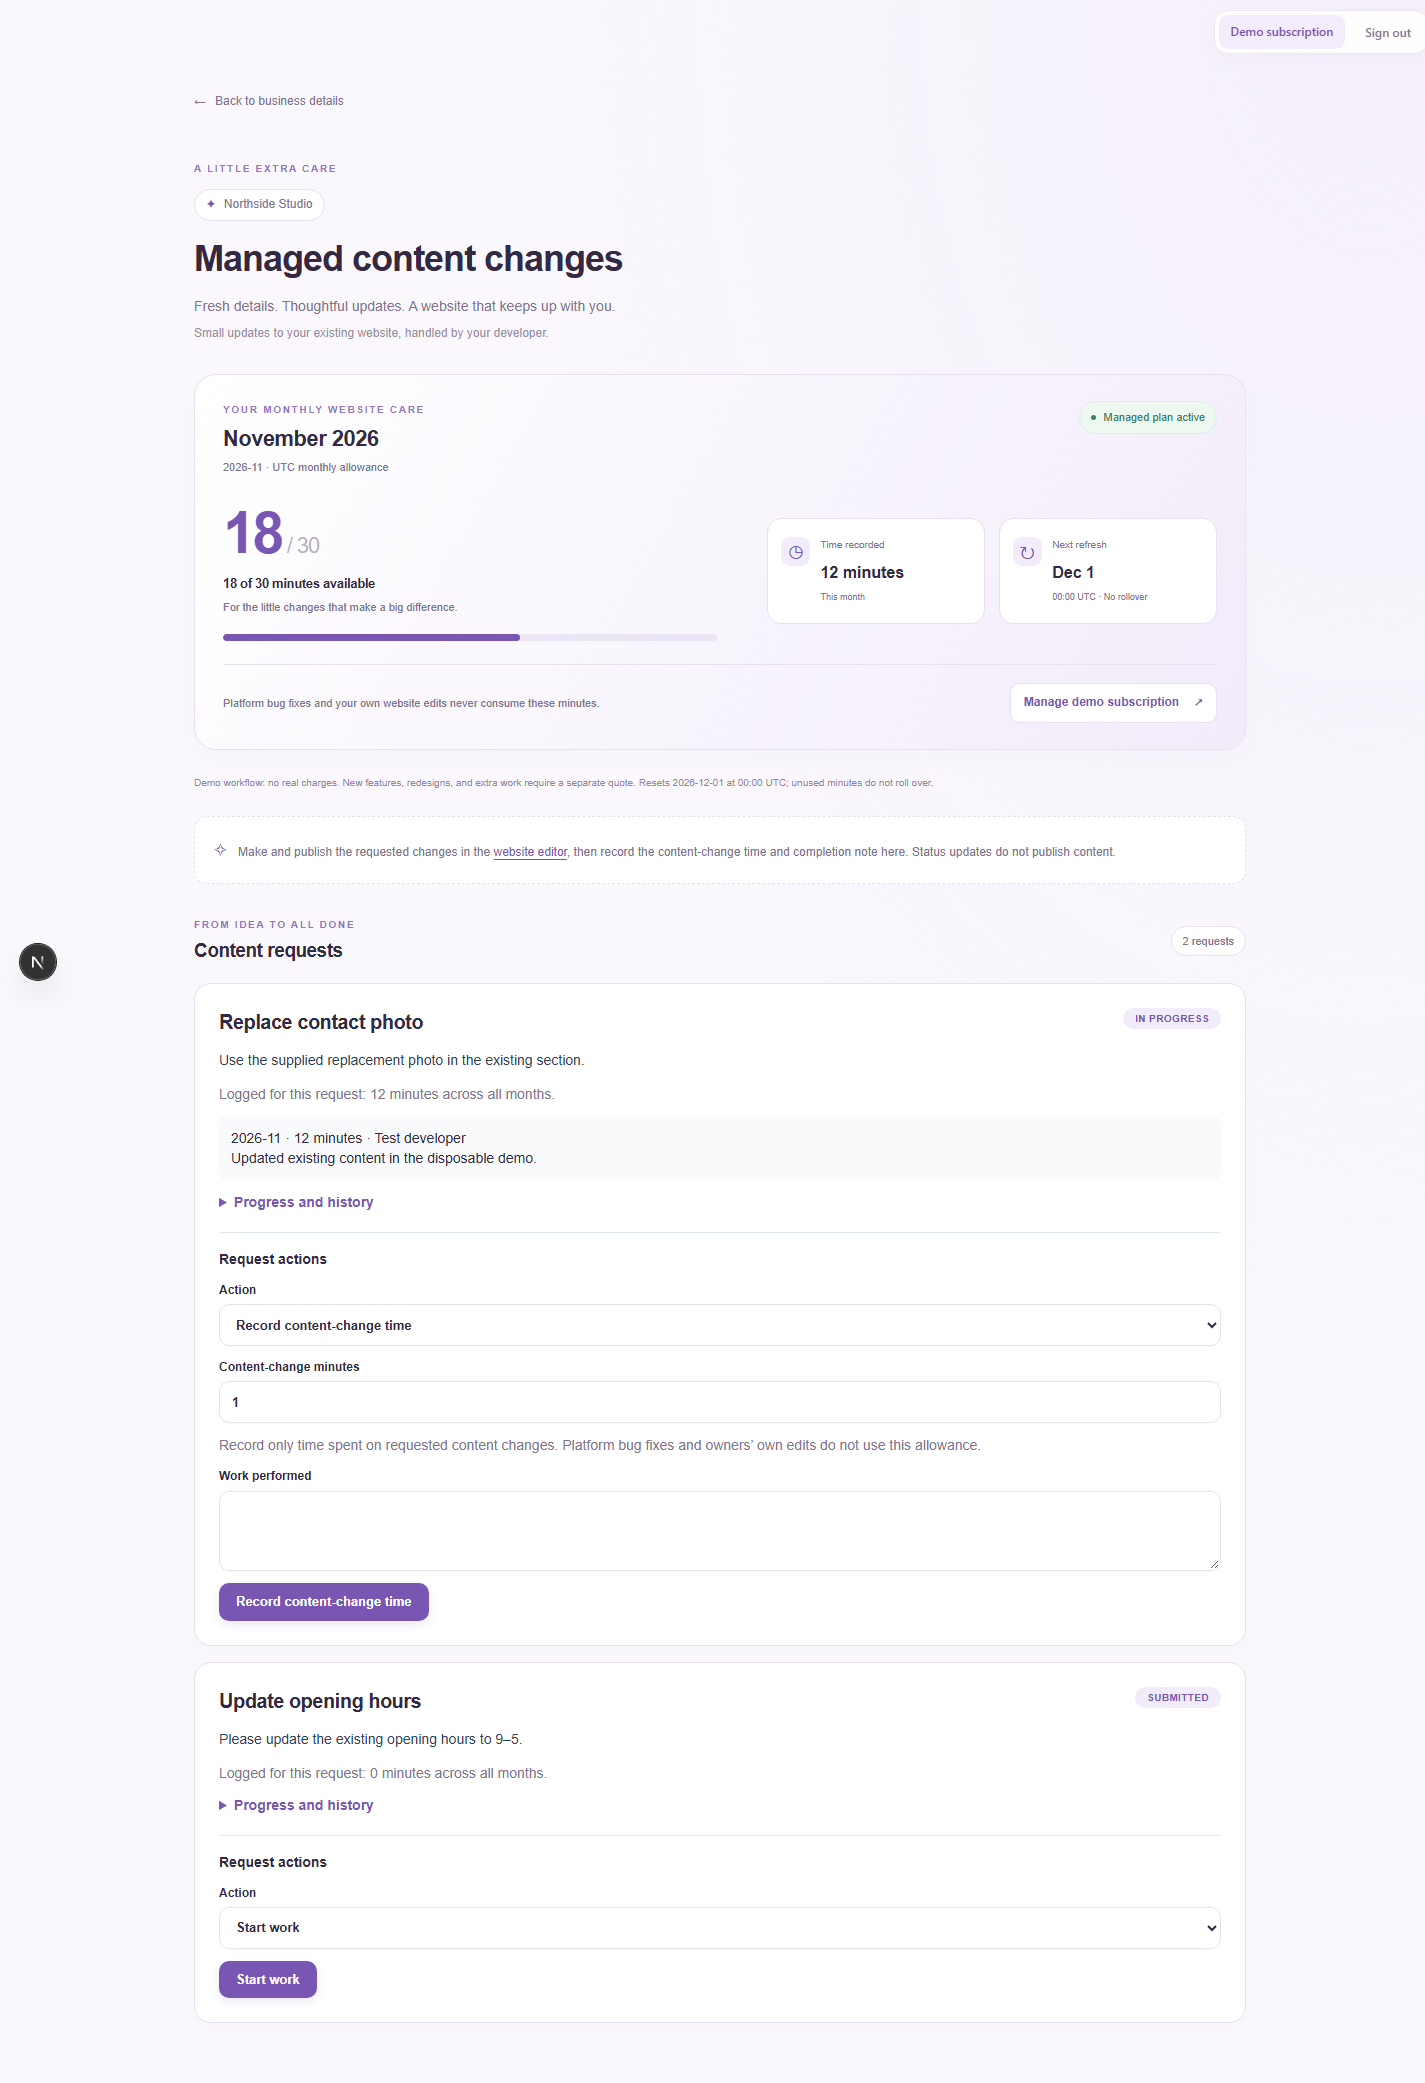 Demo subscription
Sign out
← Back to business details
A LITTLE EXTRA CARE
Northside Studio
Managed content changes
Fresh details. Thoughtful updates. A website that keeps up with you.
Small updates to your existing website, handled by your developer.
YOUR MONTHLY WEBSITE CARE
Managed plan active
November 2026
2026-11 · UTC monthly allowance
18 / 30
18 of 30 minutes available
For the little changes that make a big difference.
Time recorded
12 minutes
This month
Next refresh
Dec 1
00:00 UTC · No rollover
Platform bug fixes and your own website edits never consume these minutes.
Manage demo subscription ↗
Demo workflow: no real charges. New features, redesigns, and extra work require a separate quote. Resets 2026-12-01 at 00:00 UTC; unused minutes do not roll over.
Make and publish the requested changes in the website editor, then record the content-change time and completion note here. Status updates do not publish content.
FROM IDEA TO ALL DONE
Content requests
2 requests
N
Replace contact photo
IN PROGRESS
Use the supplied replacement photo in the existing section.
Logged for this request: 12 minutes across all months.
2026-11 · 12 minutes · Test developer
Updated existing content in the disposable demo.
Progress and history
Request actions
Action
Record content-change time
Content-change minutes
1
Record only time spent on requested content changes. Platform bug fixes and owners’ own edits do not use this allowance.
Work performed
Record content-change time
Update opening hours
SUBMITTED
Please update the existing opening hours to 9–5.
Logged for this request: 0 minutes across all months.
Progress and history
Request actions
Action
Start work
Start work